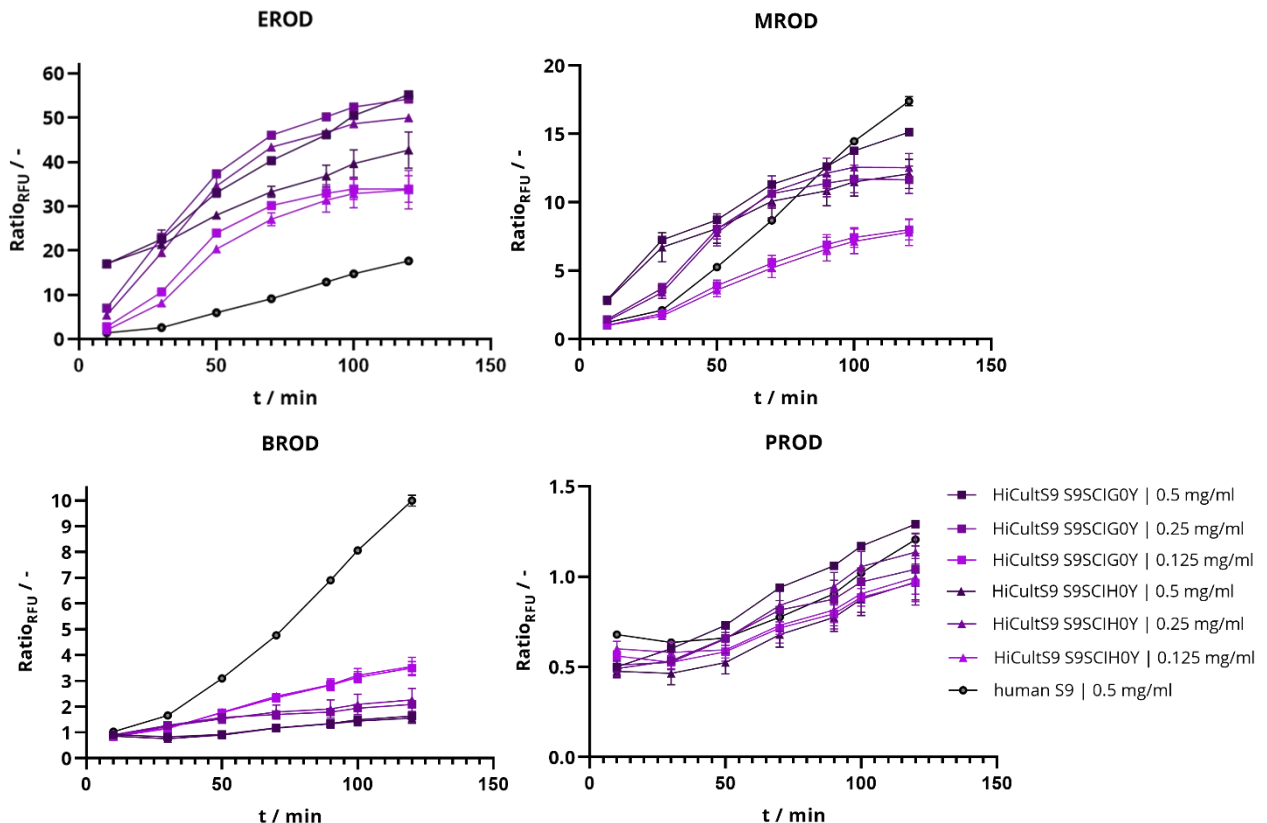 EROD
MROD
60
50
40
30
20
10
0
0
50
100
150
Ratio_RFU / -
t / min
20
15
10
5
0
0
50
100
150
Ratio_RFU / -
t / min
BROD
PROD
10
9
8
7
6
5
4
3
2
1
0
0
50
100
150
Ratio_RFU / -
t / min
1.5
1.0
0.5
0.0
0
50
100
150
Ratio_RFU / -
t / min
HiCultS9 S9SCIG0Y | 0.5 mg/ml
HiCultS9 S9SCIG0Y | 0.25 mg/ml
HiCultS9 S9SCIG0Y | 0.125 mg/ml
HiCultS9 S9SCIH0Y | 0.5 mg/ml
HiCultS9 S9SCIH0Y | 0.25 mg/ml
HiCultS9 S9SCIH0Y | 0.125 mg/ml
human S9 | 0.5 mg/ml